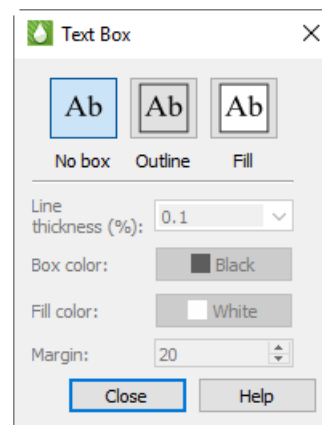 Text Box
Ab Ab Ab
No box Outline Fill
Line
thickness (%): 0.1
Box color: Black
Fill color: White
Margin: 20
Close Help